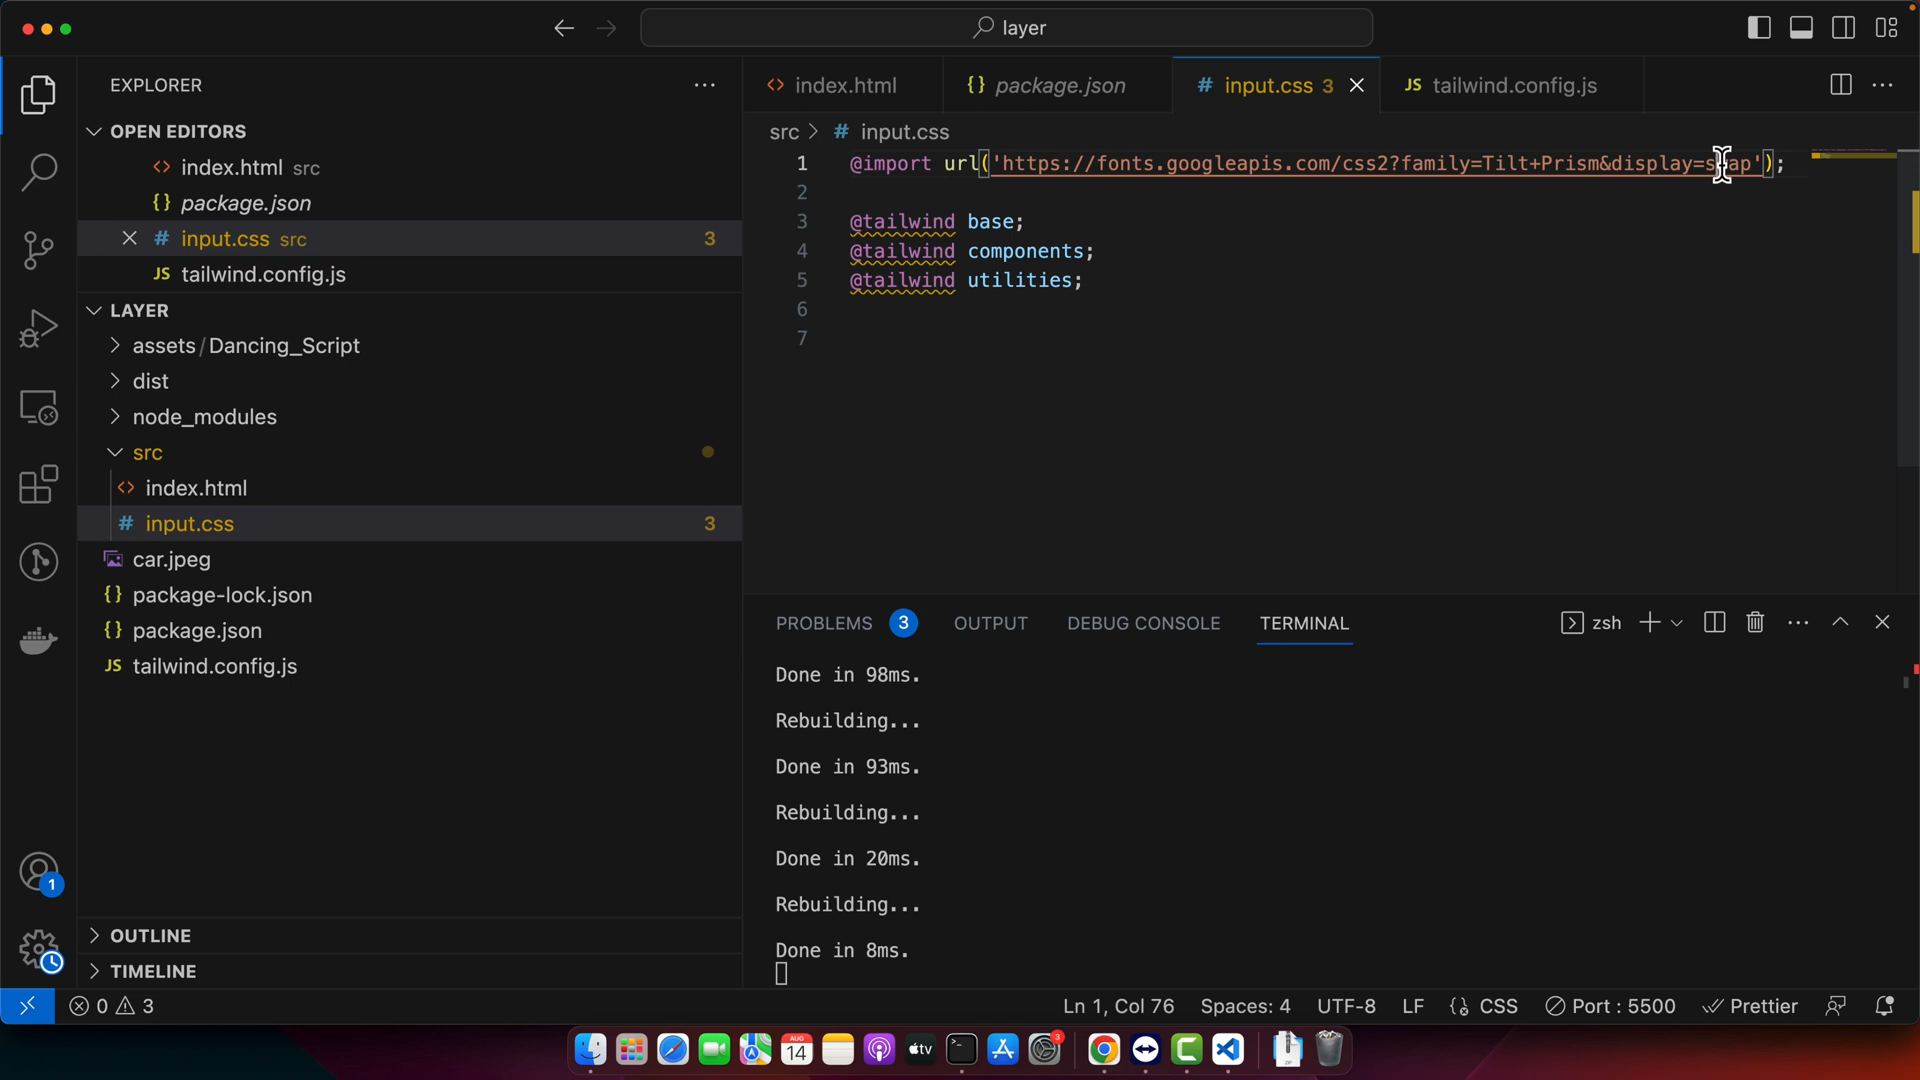 layer
EXPLORER
OPEN EDITORS
index.html src
package.json
input.css src 3
tailwind.config.js
LAYER
assets/Dancing_Script
dist
node_modules
src
index.html
input.css 3
car.jpeg
package-lock.json
package.json
tailwind.config.js
OUTLINE
TIMELINE
1
index.html
package.json
input.css 3
tailwind.config.js
src > # input.css
1 @import url('https://fonts.googleapis.com/css2?family=Tilt+Prism&display=swap');
2
3 @tailwind base;
4 @tailwind components;
5 @tailwind utilities;
6
7
PROBLEMS 3 OUTPUT DEBUG CONSOLE TERMINAL zsh
Done in 98ms.
Rebuilding...
Done in 93ms.
Rebuilding...
Done in 20ms.
Rebuilding...
Done in 8ms.
0 3 Ln 1, Col 76 Spaces: 4 UTF-8 LF {} CSS Port : 5500 Prettier
AUG
14
tv
3
ZIP